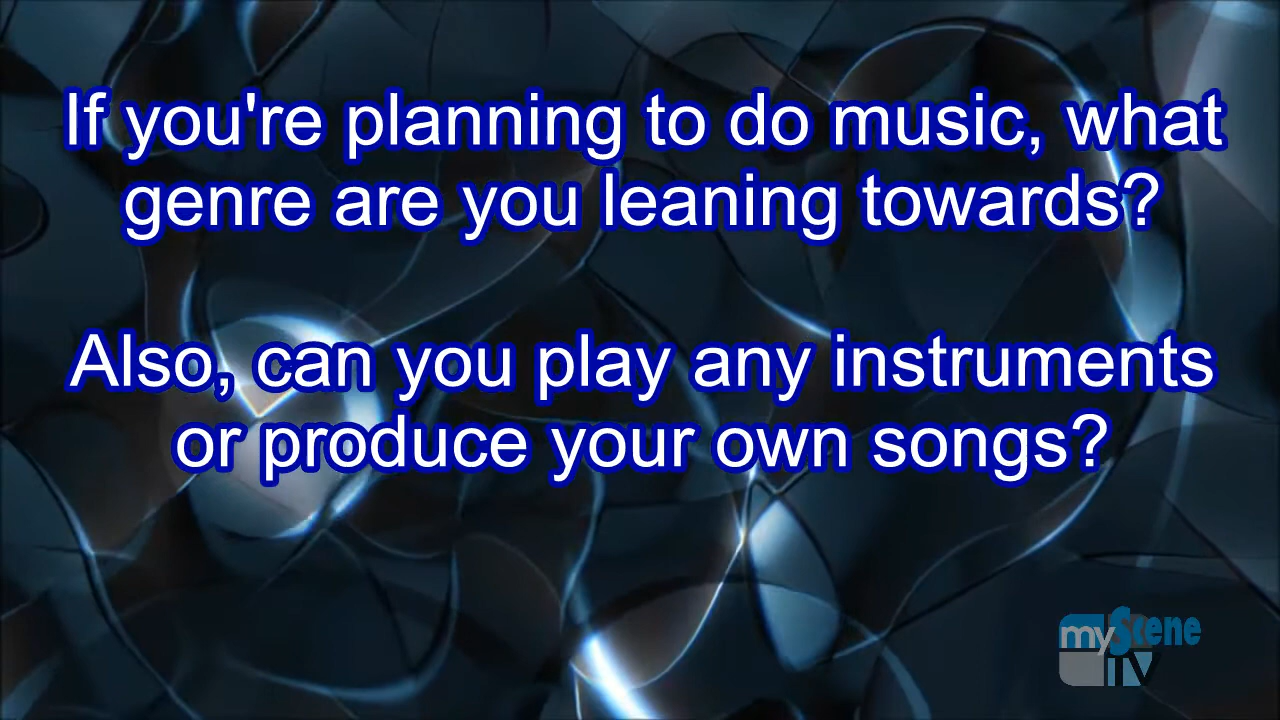 If you're planning to do music, what
genre are you leaning towards?
Also, can you play any instruments
or produce your own songs?
myScene
TV